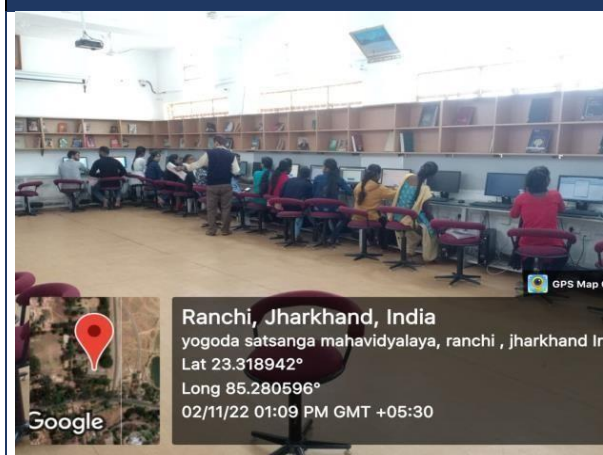 GPS Map
Ranchi, Jharkhand, India
yogoda satsanga mahavidyalaya, ranchi , jharkhand
Lat 23.318942°
Long 85.280596°
02/11/22 01:09 PM GMT +05:30
Google